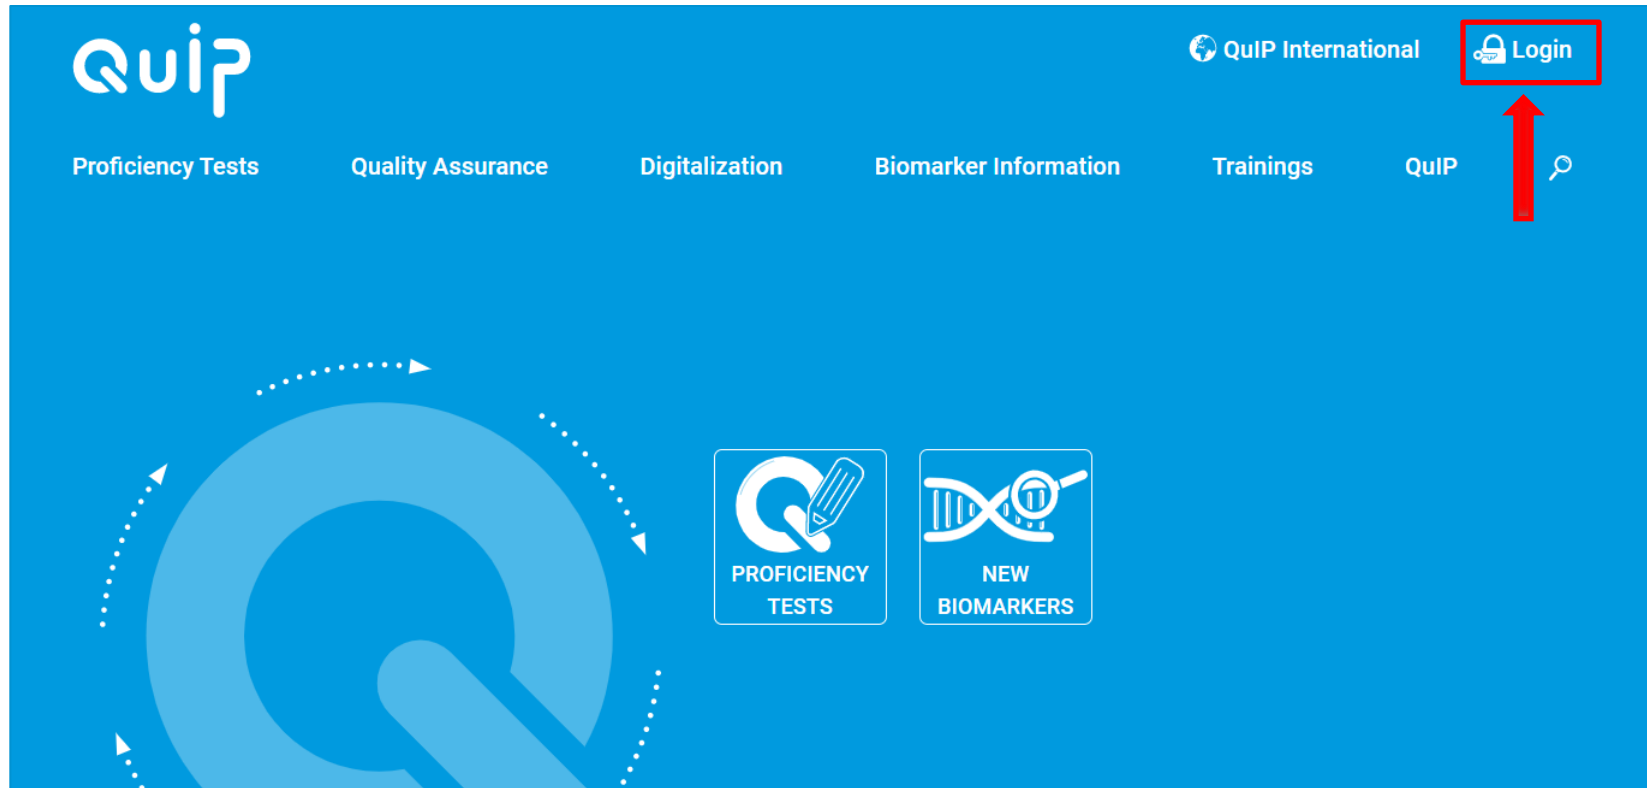 QuiP
QuIP International
Login
Proficiency Tests
Quality Assurance
Digitalization
Biomarker Information
Trainings
QuIP
PROFICIENCY
TESTS
NEW
BIOMARKERS